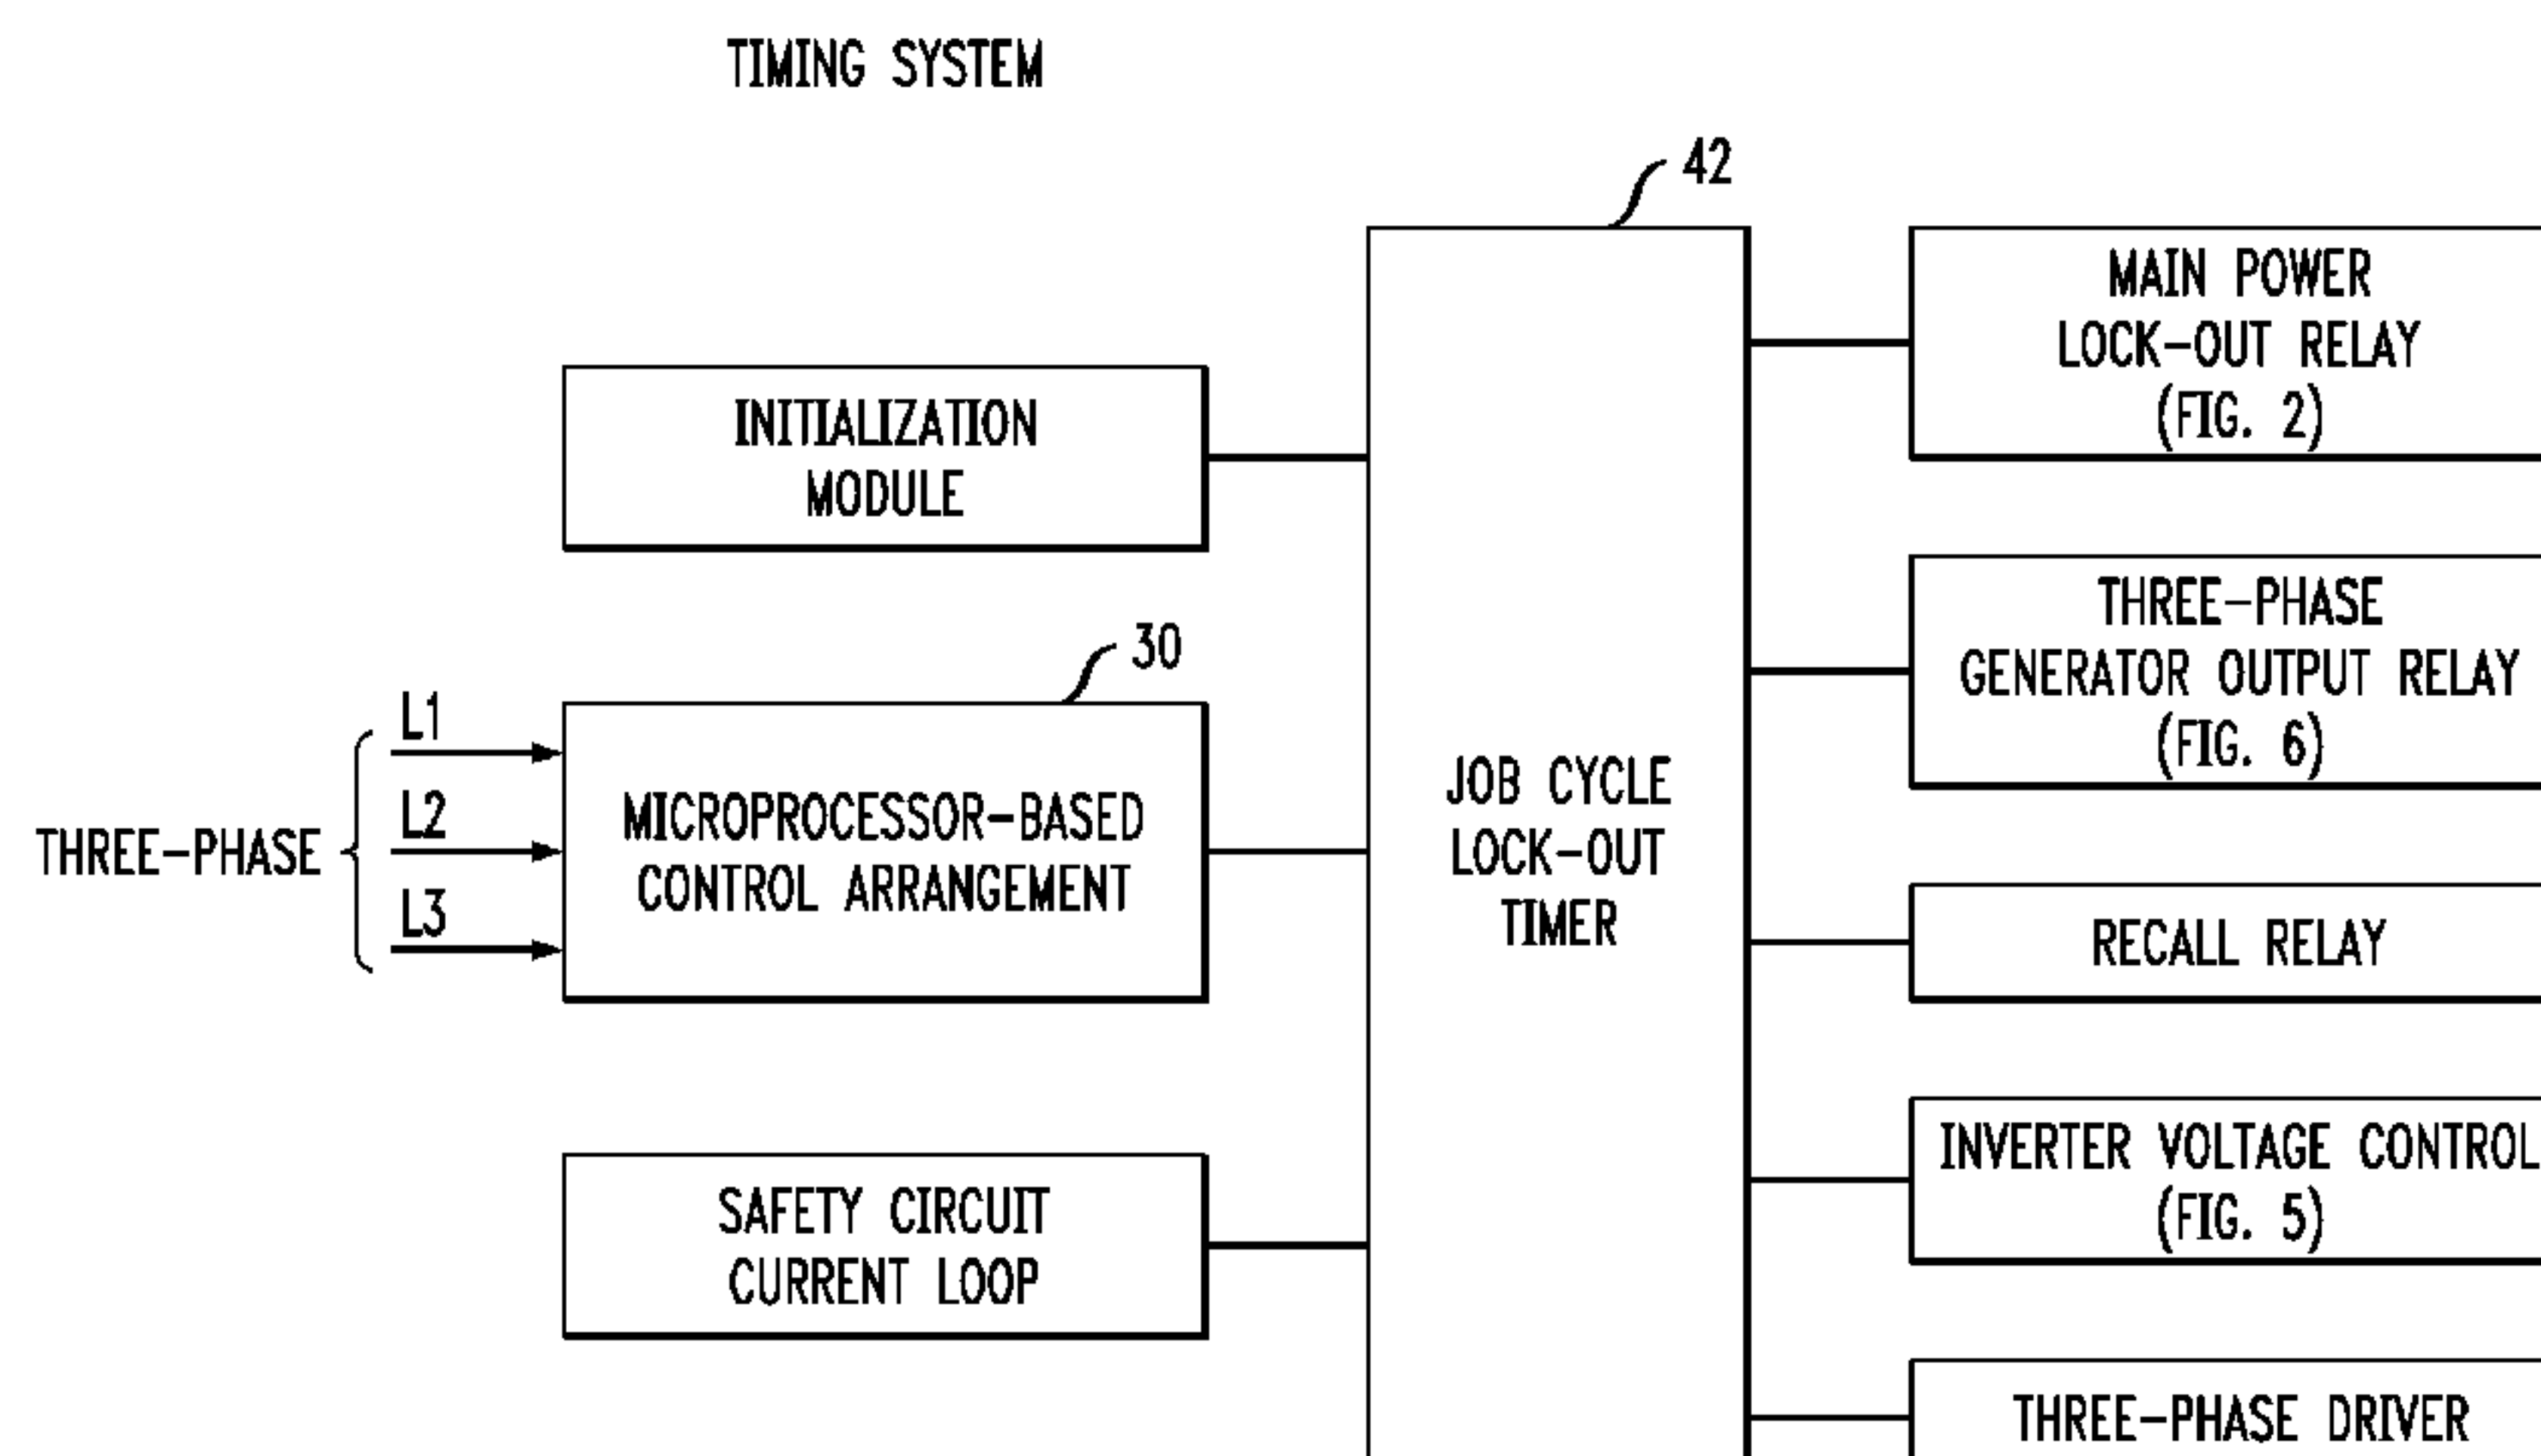 TIMING SYSTEM
42
MAIN POWER
LOCK-OUT RELAY
(FIG. 2)
INITIALIZATION
MODULE
THREE-PHASE
GENERATOR OUTPUT RELAY
(FIG. 6)
30
THREE-PHASE
L1
L2
L3
MICROPROCESSOR-BASED
CONTROL ARRANGEMENT
JOB CYCLE
LOCK-OUT
TIMER
RECALL RELAY
SAFETY CIRCUIT
CURRENT LOOP
INVERTER VOLTAGE CONTROL
(FIG. 5)
THREE-PHASE DRIVER